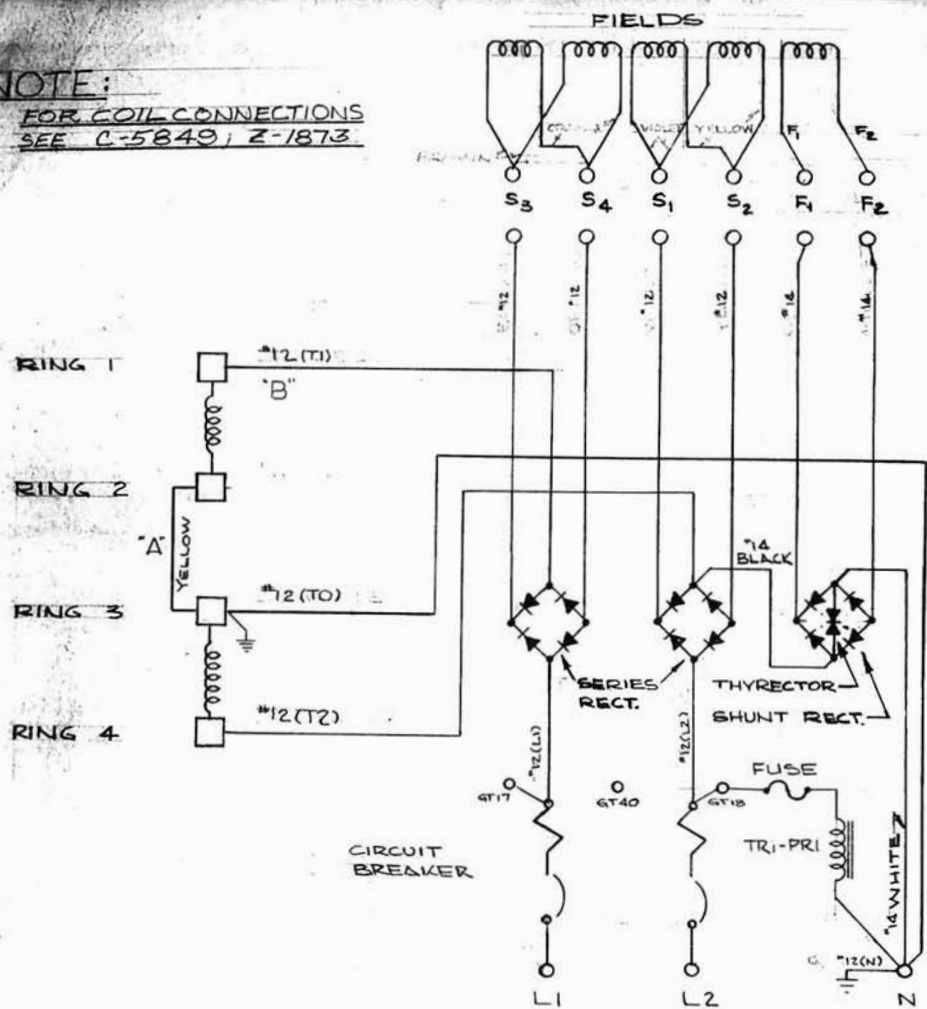 FIELDS
NOTE:
FOR COIL CONNECTIONS
SEE C-5849; Z-1873
VIOLET YELLOW F1 F2
S3 S4 S1 S2 F1 F2
#12 #12 #12 #12 #14 #14
RING 1
#12 (T1)
"B"
RING 2
"A"
YELLOW
#14
BLACK
RING 3
#12 (T0)
SERIES
RECT.
THYRECTOR
SHUNT RECT.
RING 4
#12 (T2)
#12 (L1)
#12 (L2)
FUSE
GT17 GT40 GT18
TRI-PRI
CIRCUIT
BREAKER
#14 WHITE
G #12 (N)
L1 L2 N